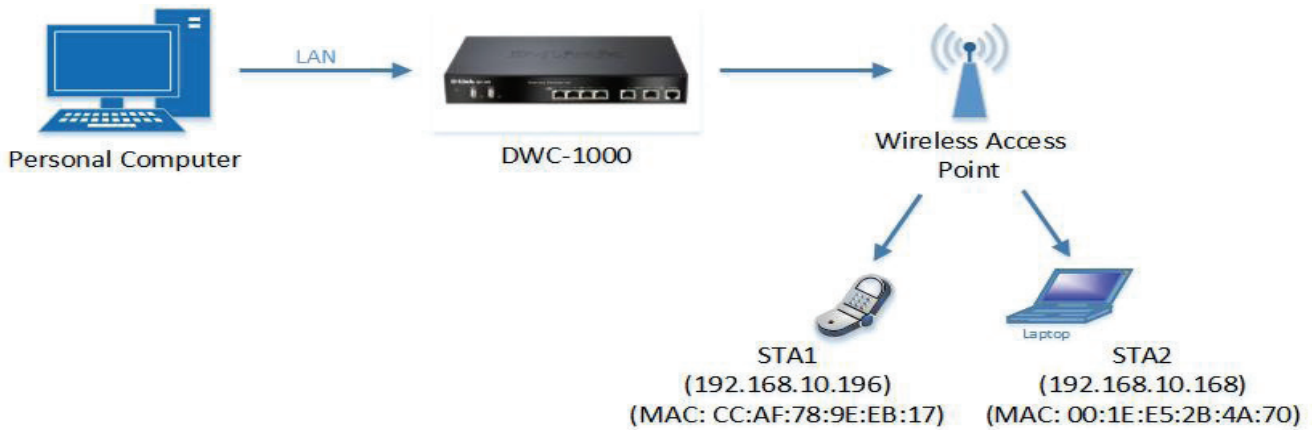 LAN
Personal Computer
DWC-1000
Wireless Access
Point
Laptop
STA1
(192.168.10.196)
(MAC: CC:AF:78:9E:EB:17)
STA2
(192.168.10.168)
(MAC: 00:1E:E5:2B:4A:70)